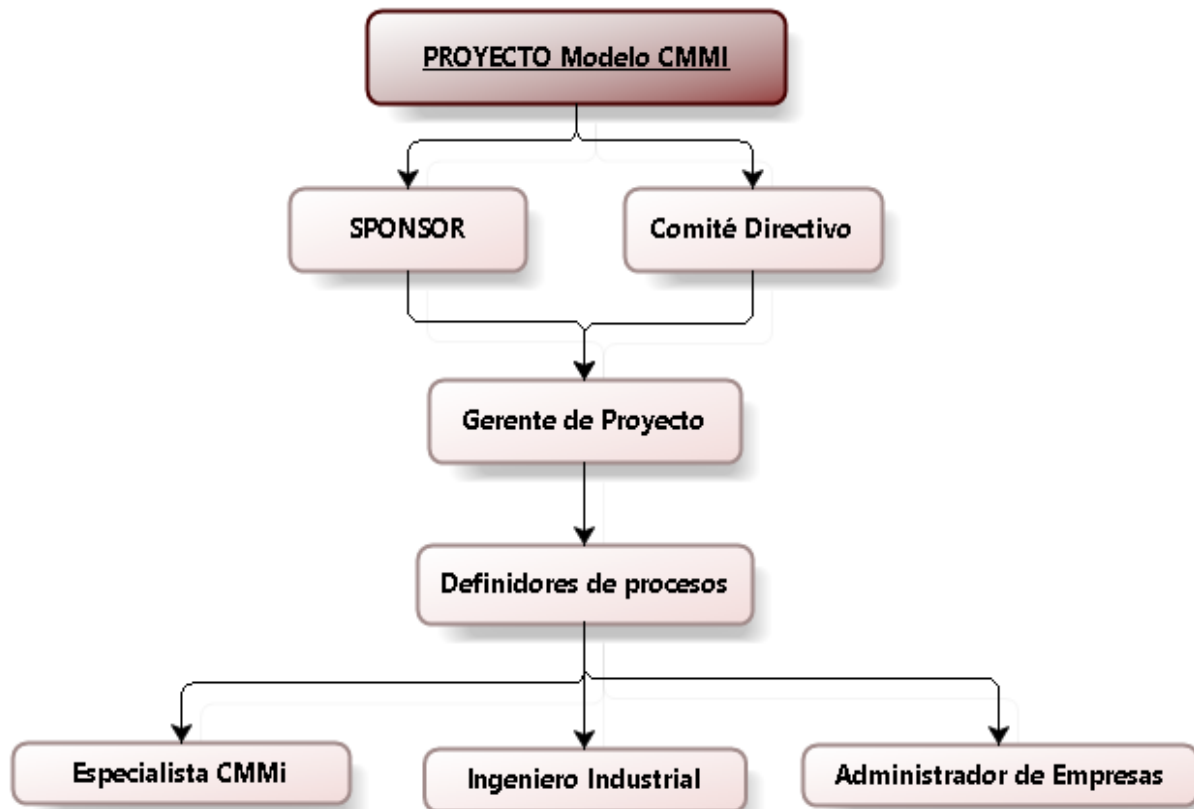 PROYECTO Modelo CMMI
SPONSOR
Comité Directivo
Gerente de Proyecto
Definidores de procesos
Especialista CMMi
Ingeniero Industrial
Administrador de Empresas